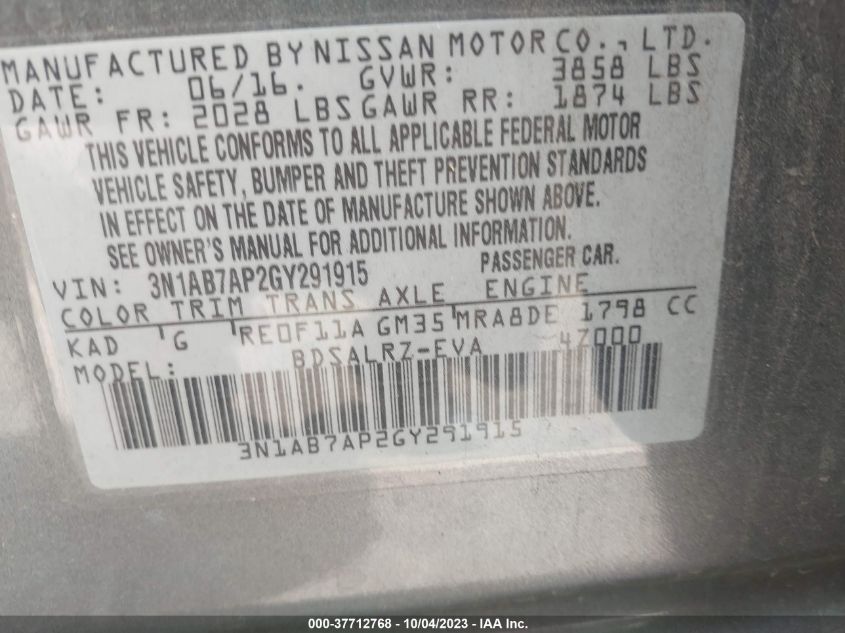 MANUFACTURED BY NISSAN MOTOR CO., LTD.
DATE: 06/16. GVWR: 3858 LBS
GAWR FR: 2028 LBS GAWR RR: 1874 LBS
THIS VEHICLE CONFORMS TO ALL APPLICABLE FEDERAL MOTOR
VEHICLE SAFETY, BUMPER AND THEFT PREVENTION STANDARDS
IN EFFECT ON THE DATE OF MANUFACTURE SHOWN ABOVE.
SEE OWNER'S MANUAL FOR ADDITIONAL INFORMATION.
VIN: 3N1AB7AP2GY291915 PASSENGER CAR.
COLOR TRIM TRANS AXLE ENGINE
KAD G RE0F11A GM35 MRA8DE 1798 CC
MODEL: BDSALRZ-EVA 47000
3N1AB7AP2GY291915
000-37712768 - 10/04/2023 - IAA Inc.